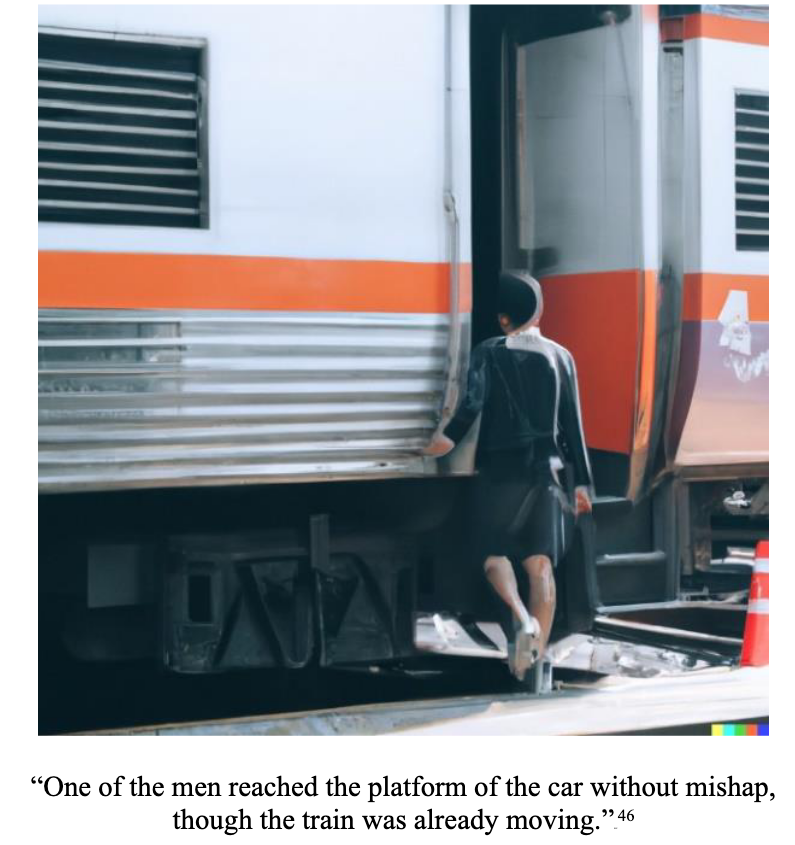 “One of the men reached the platform of the car without mishap,
though the train was already moving.”46